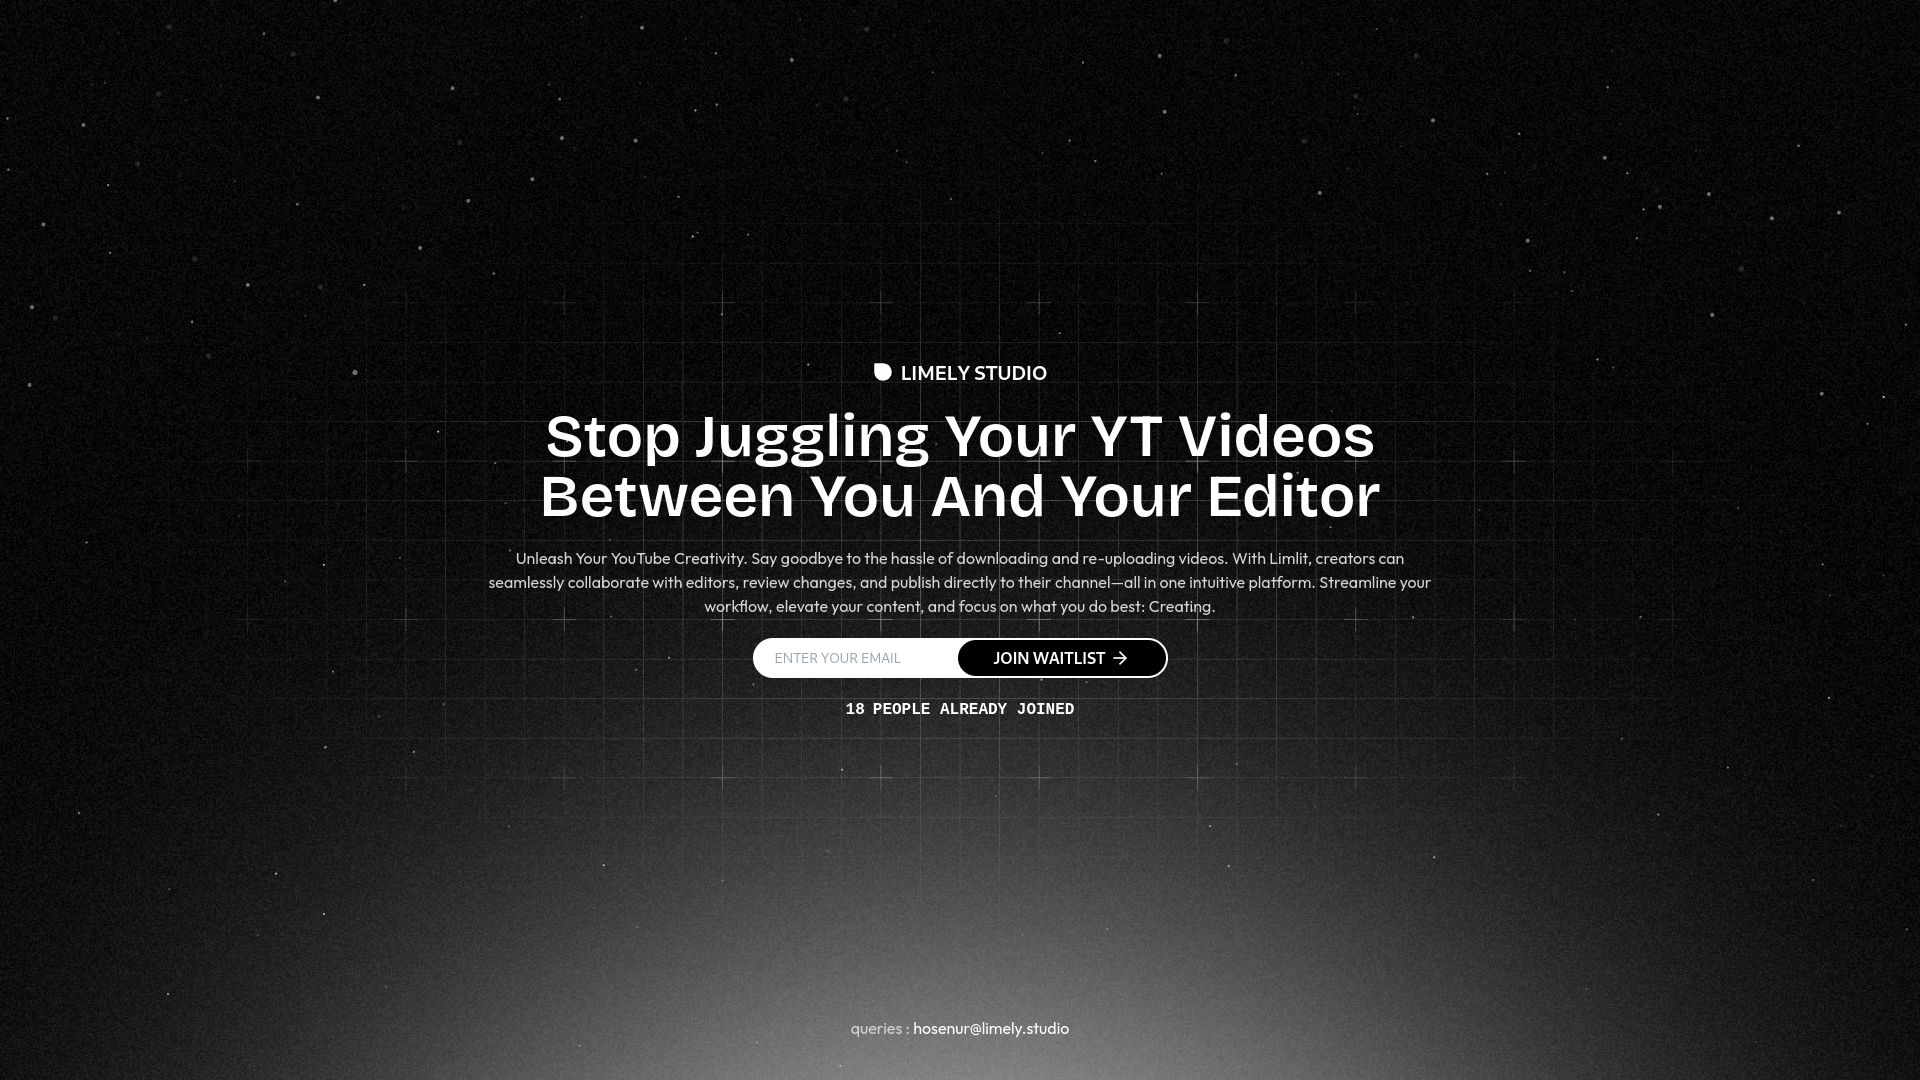 LIMELY STUDIO
Stop Juggling Your YT Videos
Between You And Your Editor
Unleash Your YouTube Creativity. Say goodbye to the hassle of downloading and re-uploading videos. With Limlit, creators can
seamlessly collaborate with editors, review changes, and publish directly to their channel—all in one intuitive platform. Streamline your
workflow, elevate your content, and focus on what you do best: Creating.
ENTER YOUR EMAIL
JOIN WAITLIST →
18 PEOPLE ALREADY JOINED
queries : hosenur@limely.studio